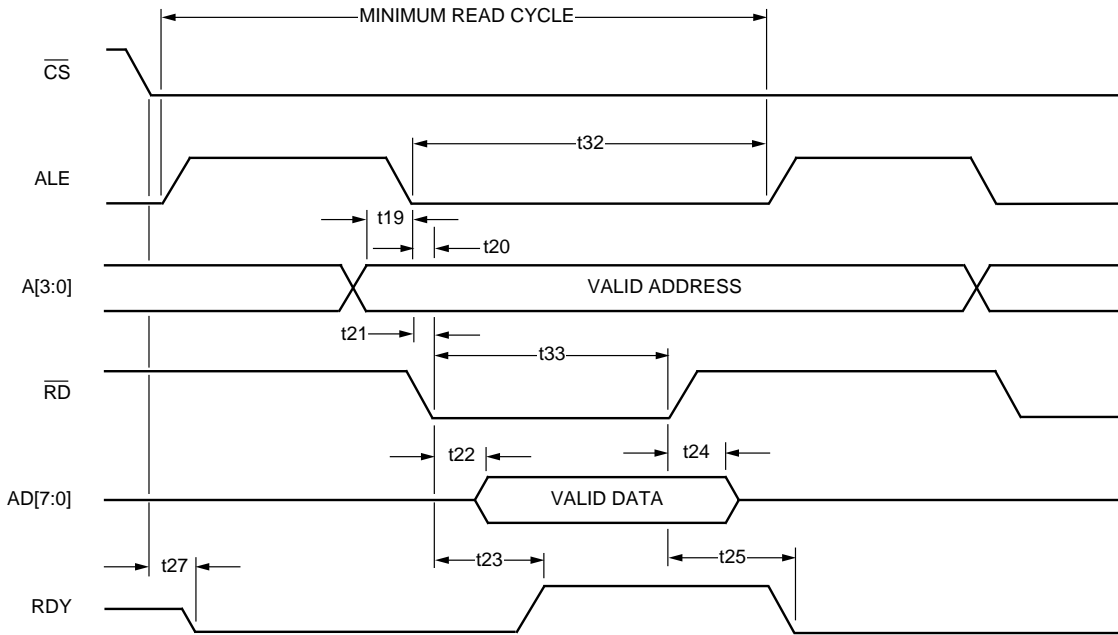 MINIMUM READ CYCLE
CS
t32
ALE
t19
t20
A[3:0]
VALID ADDRESS
t21
t33
RD
t22
t24
AD[7:0]
VALID DATA
t23
t25
t27
RDY